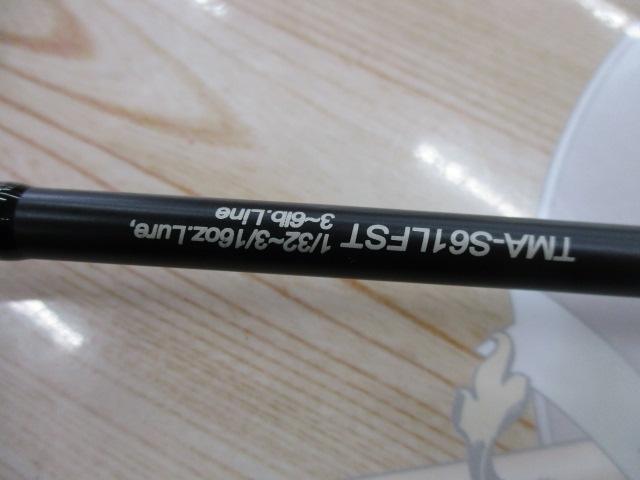 TMA-S61LFST
1/32~3/16oz.Lure,
3~6lb.Line